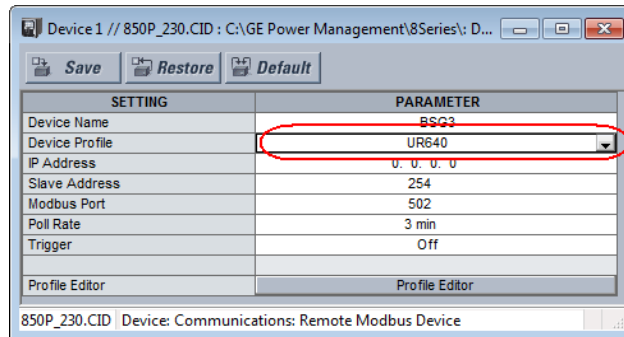 Device 1 // 850P_230.CID : C:\GE Power Management\8Series\: D...
Save Restore Default
SETTING PARAMETER
Device Name BSG3
Device Profile UR640
IP Address 0. 0. 0. 0
Slave Address 254
Modbus Port 502
Poll Rate 3 min
Trigger Off
Profile Editor Profile Editor
850P_230.CID Device: Communications: Remote Modbus Device